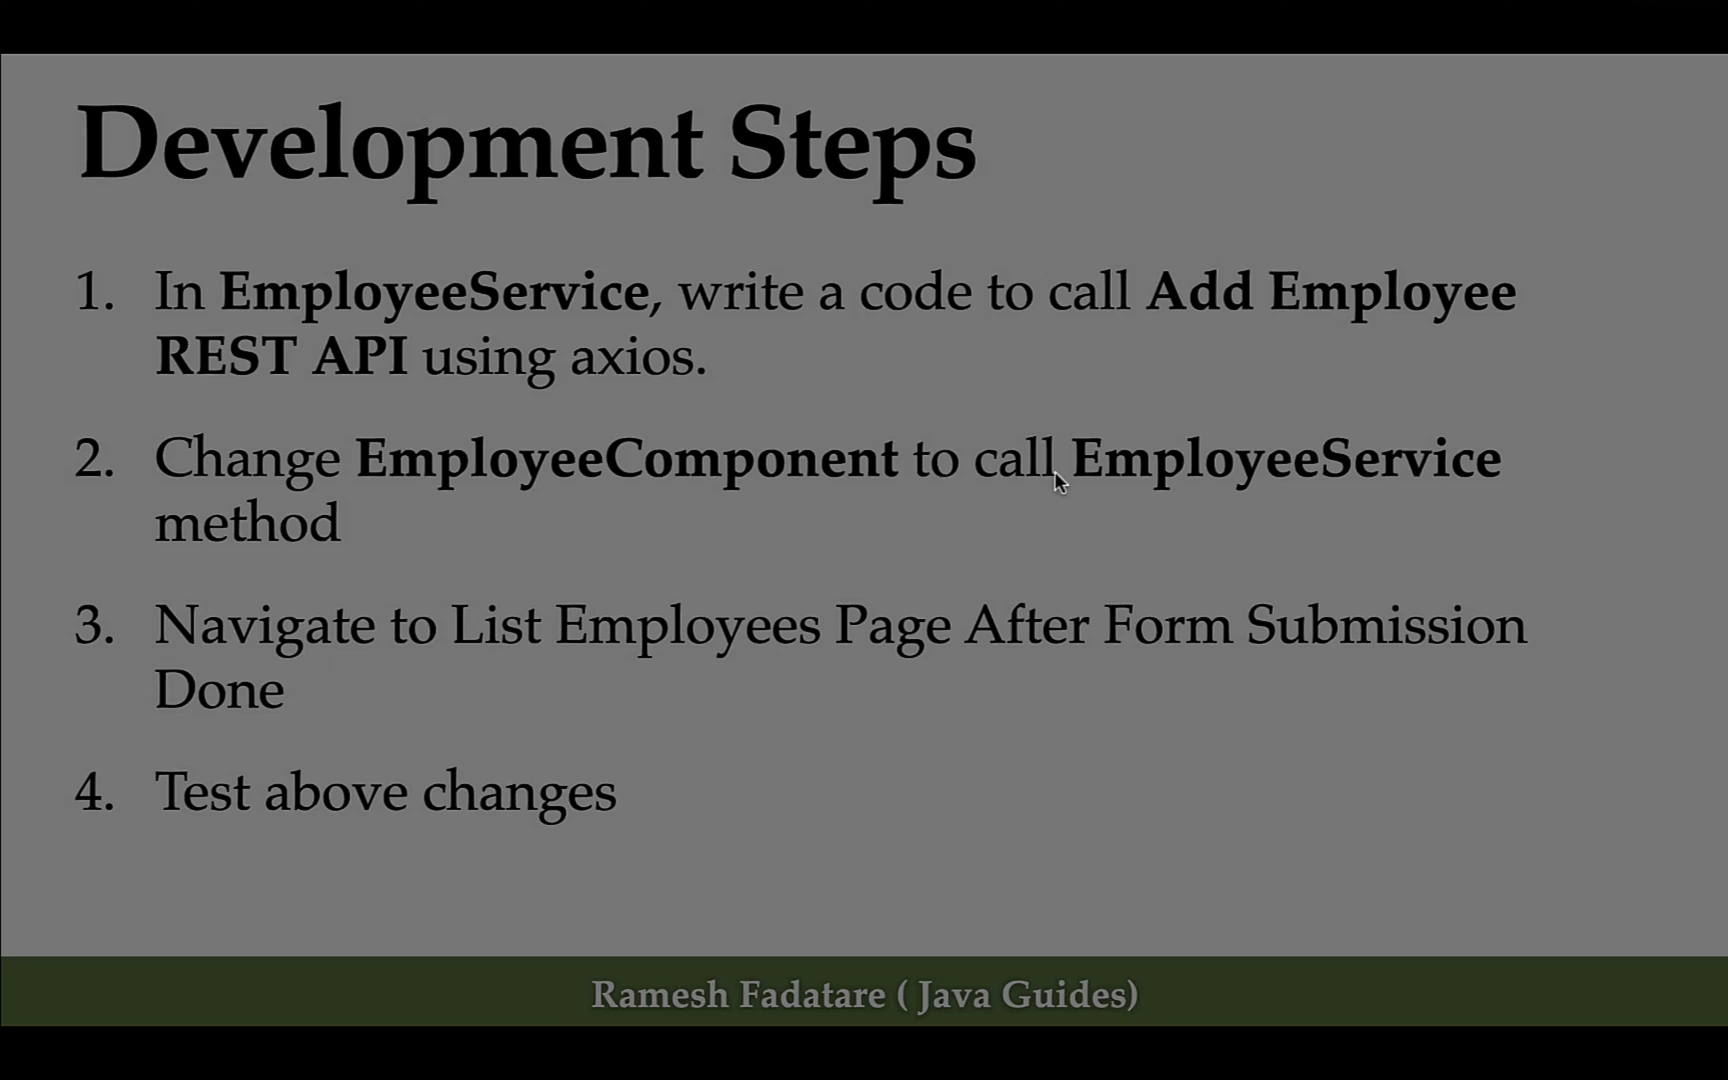 Development Steps
1. In EmployeeService, write a code to call Add Employee
REST API using axios.
2. Change EmployeeComponent to call EmployeeService
method
3. Navigate to List Employees Page After Form Submission
Done
4. Test above changes
Ramesh Fadatare ( Java Guides)